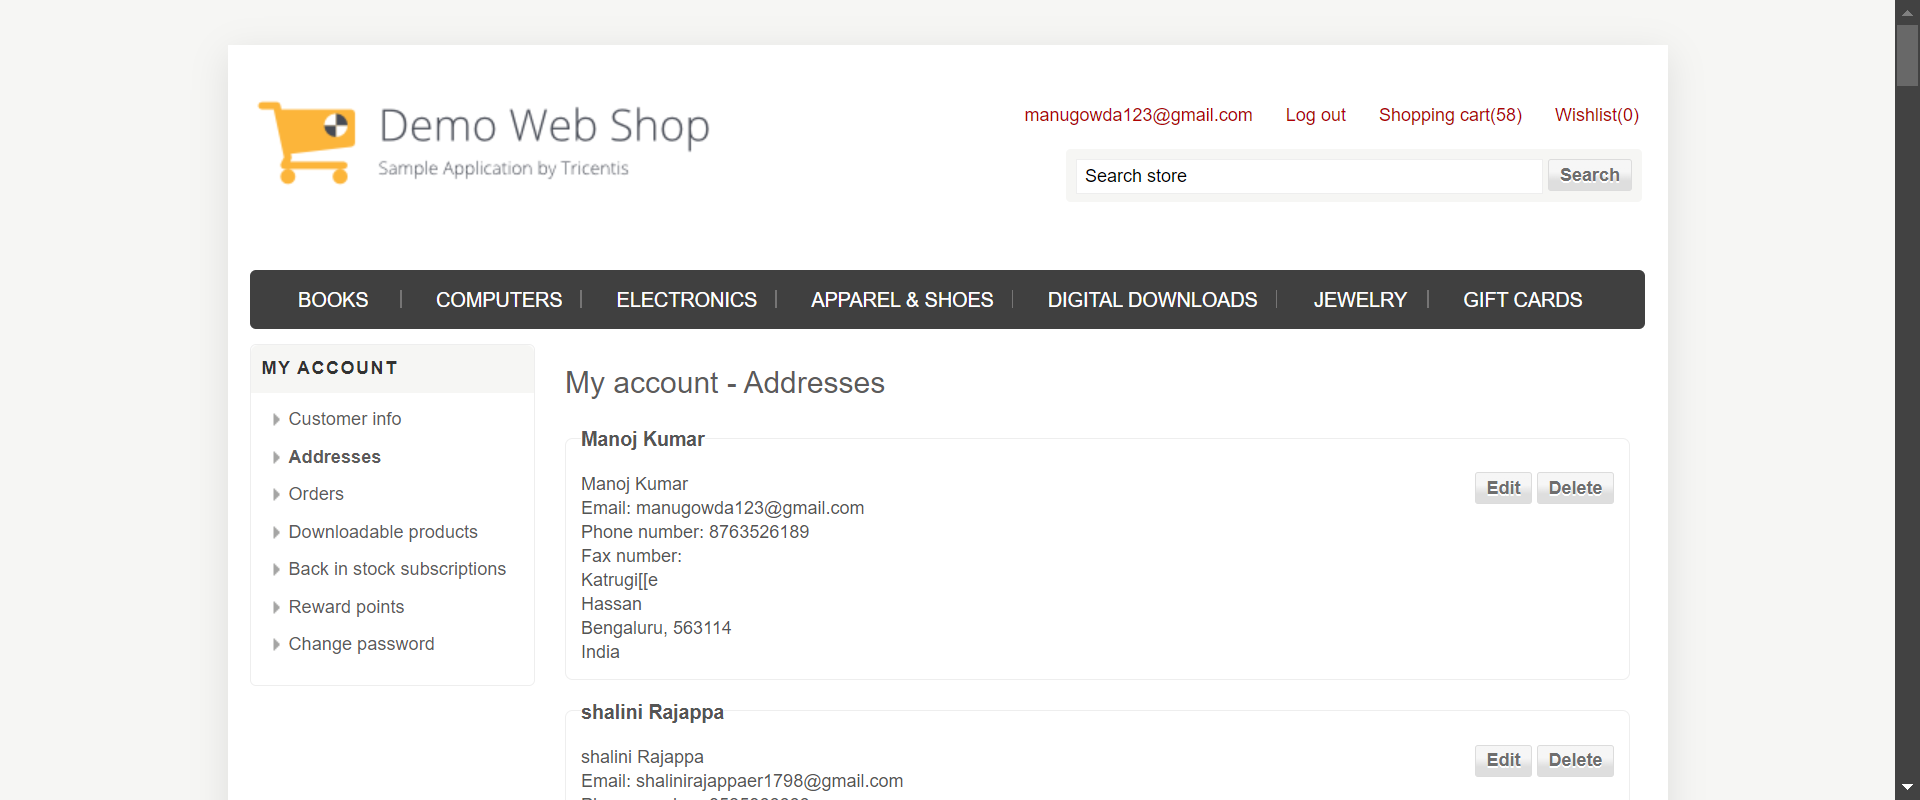 Demo Web Shop
Sample Application by Tricentis
manugowda123@gmail.com Log out Shopping cart(58) Wishlist(0)
Search store Search
BOOKS COMPUTERS ELECTRONICS APPAREL & SHOES DIGITAL DOWNLOADS JEWELRY GIFT CARDS
MY ACCOUNT
Customer info
Addresses
Orders
Downloadable products
Back in stock subscriptions
Reward points
Change password
My account - Addresses
Manoj Kumar
Edit Delete
Manoj Kumar
Email: manugowda123@gmail.com
Phone number: 8763526189
Fax number:
Katrugi[[e
Hassan
Bengaluru, 563114
India
shalini Rajappa
Edit Delete
shalini Rajappa
Email: shalinirajappaer1798@gmail.com